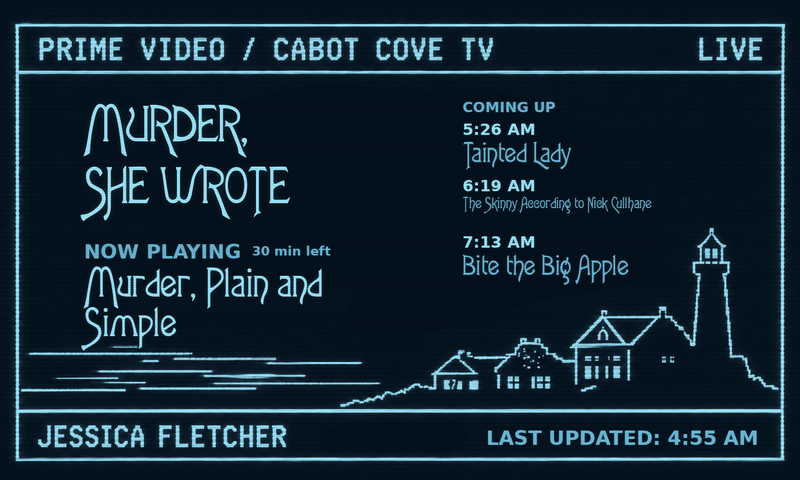 PRIME VIDEO / CABOT COVE TV
LIVE
MURDER,
SHE WROTE
NOW PLAYING 30 min left
Murder, Plain and
Simple
COMING UP
5:26 AM
Tainted Lady
6:19 AM
The Skinny According to Nick Cullhane
7:13 AM
Bite the Big Apple
JESSICA FLETCHER
LAST UPDATED: 4:55 AM